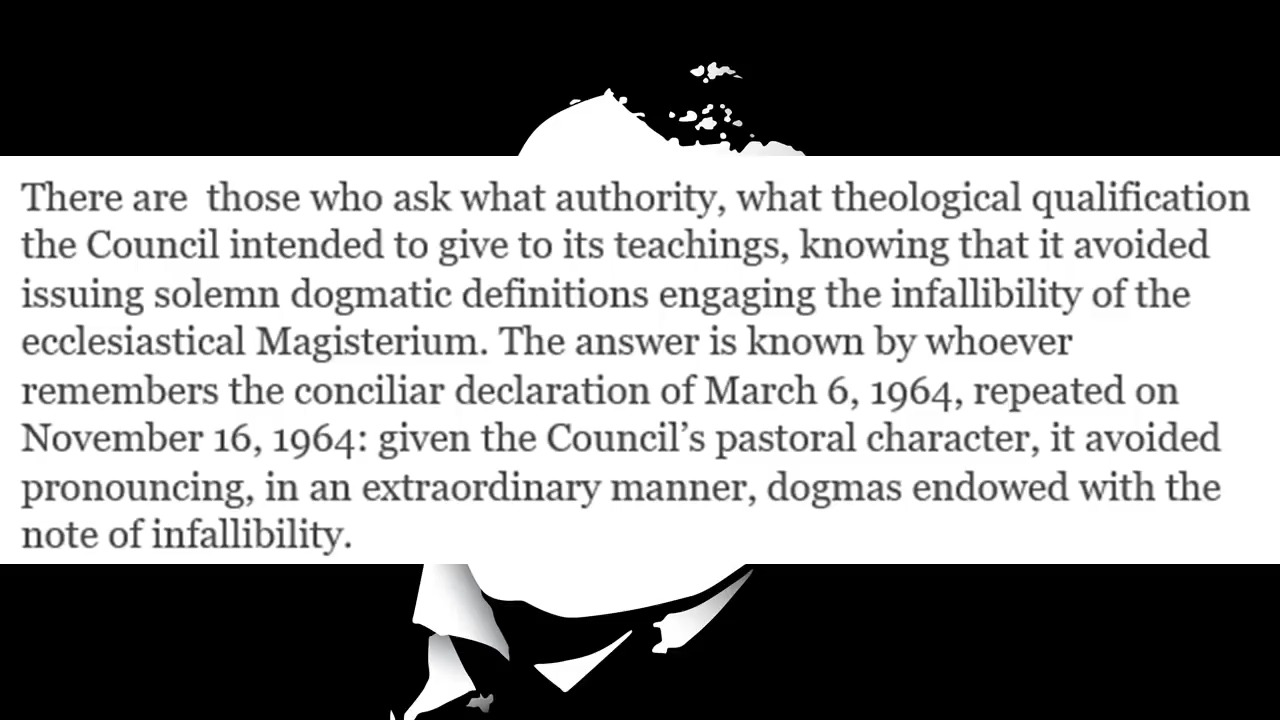 There are  those who ask what authority, what theological qualification
the Council intended to give to its teachings, knowing that it avoided
issuing solemn dogmatic definitions engaging the infallibility of the
ecclesiastical Magisterium. The answer is known by whoever
remembers the conciliar declaration of March 6, 1964, repeated on
November 16, 1964: given the Council’s pastoral character, it avoided
pronouncing, in an extraordinary manner, dogmas endowed with the
note of infallibility.